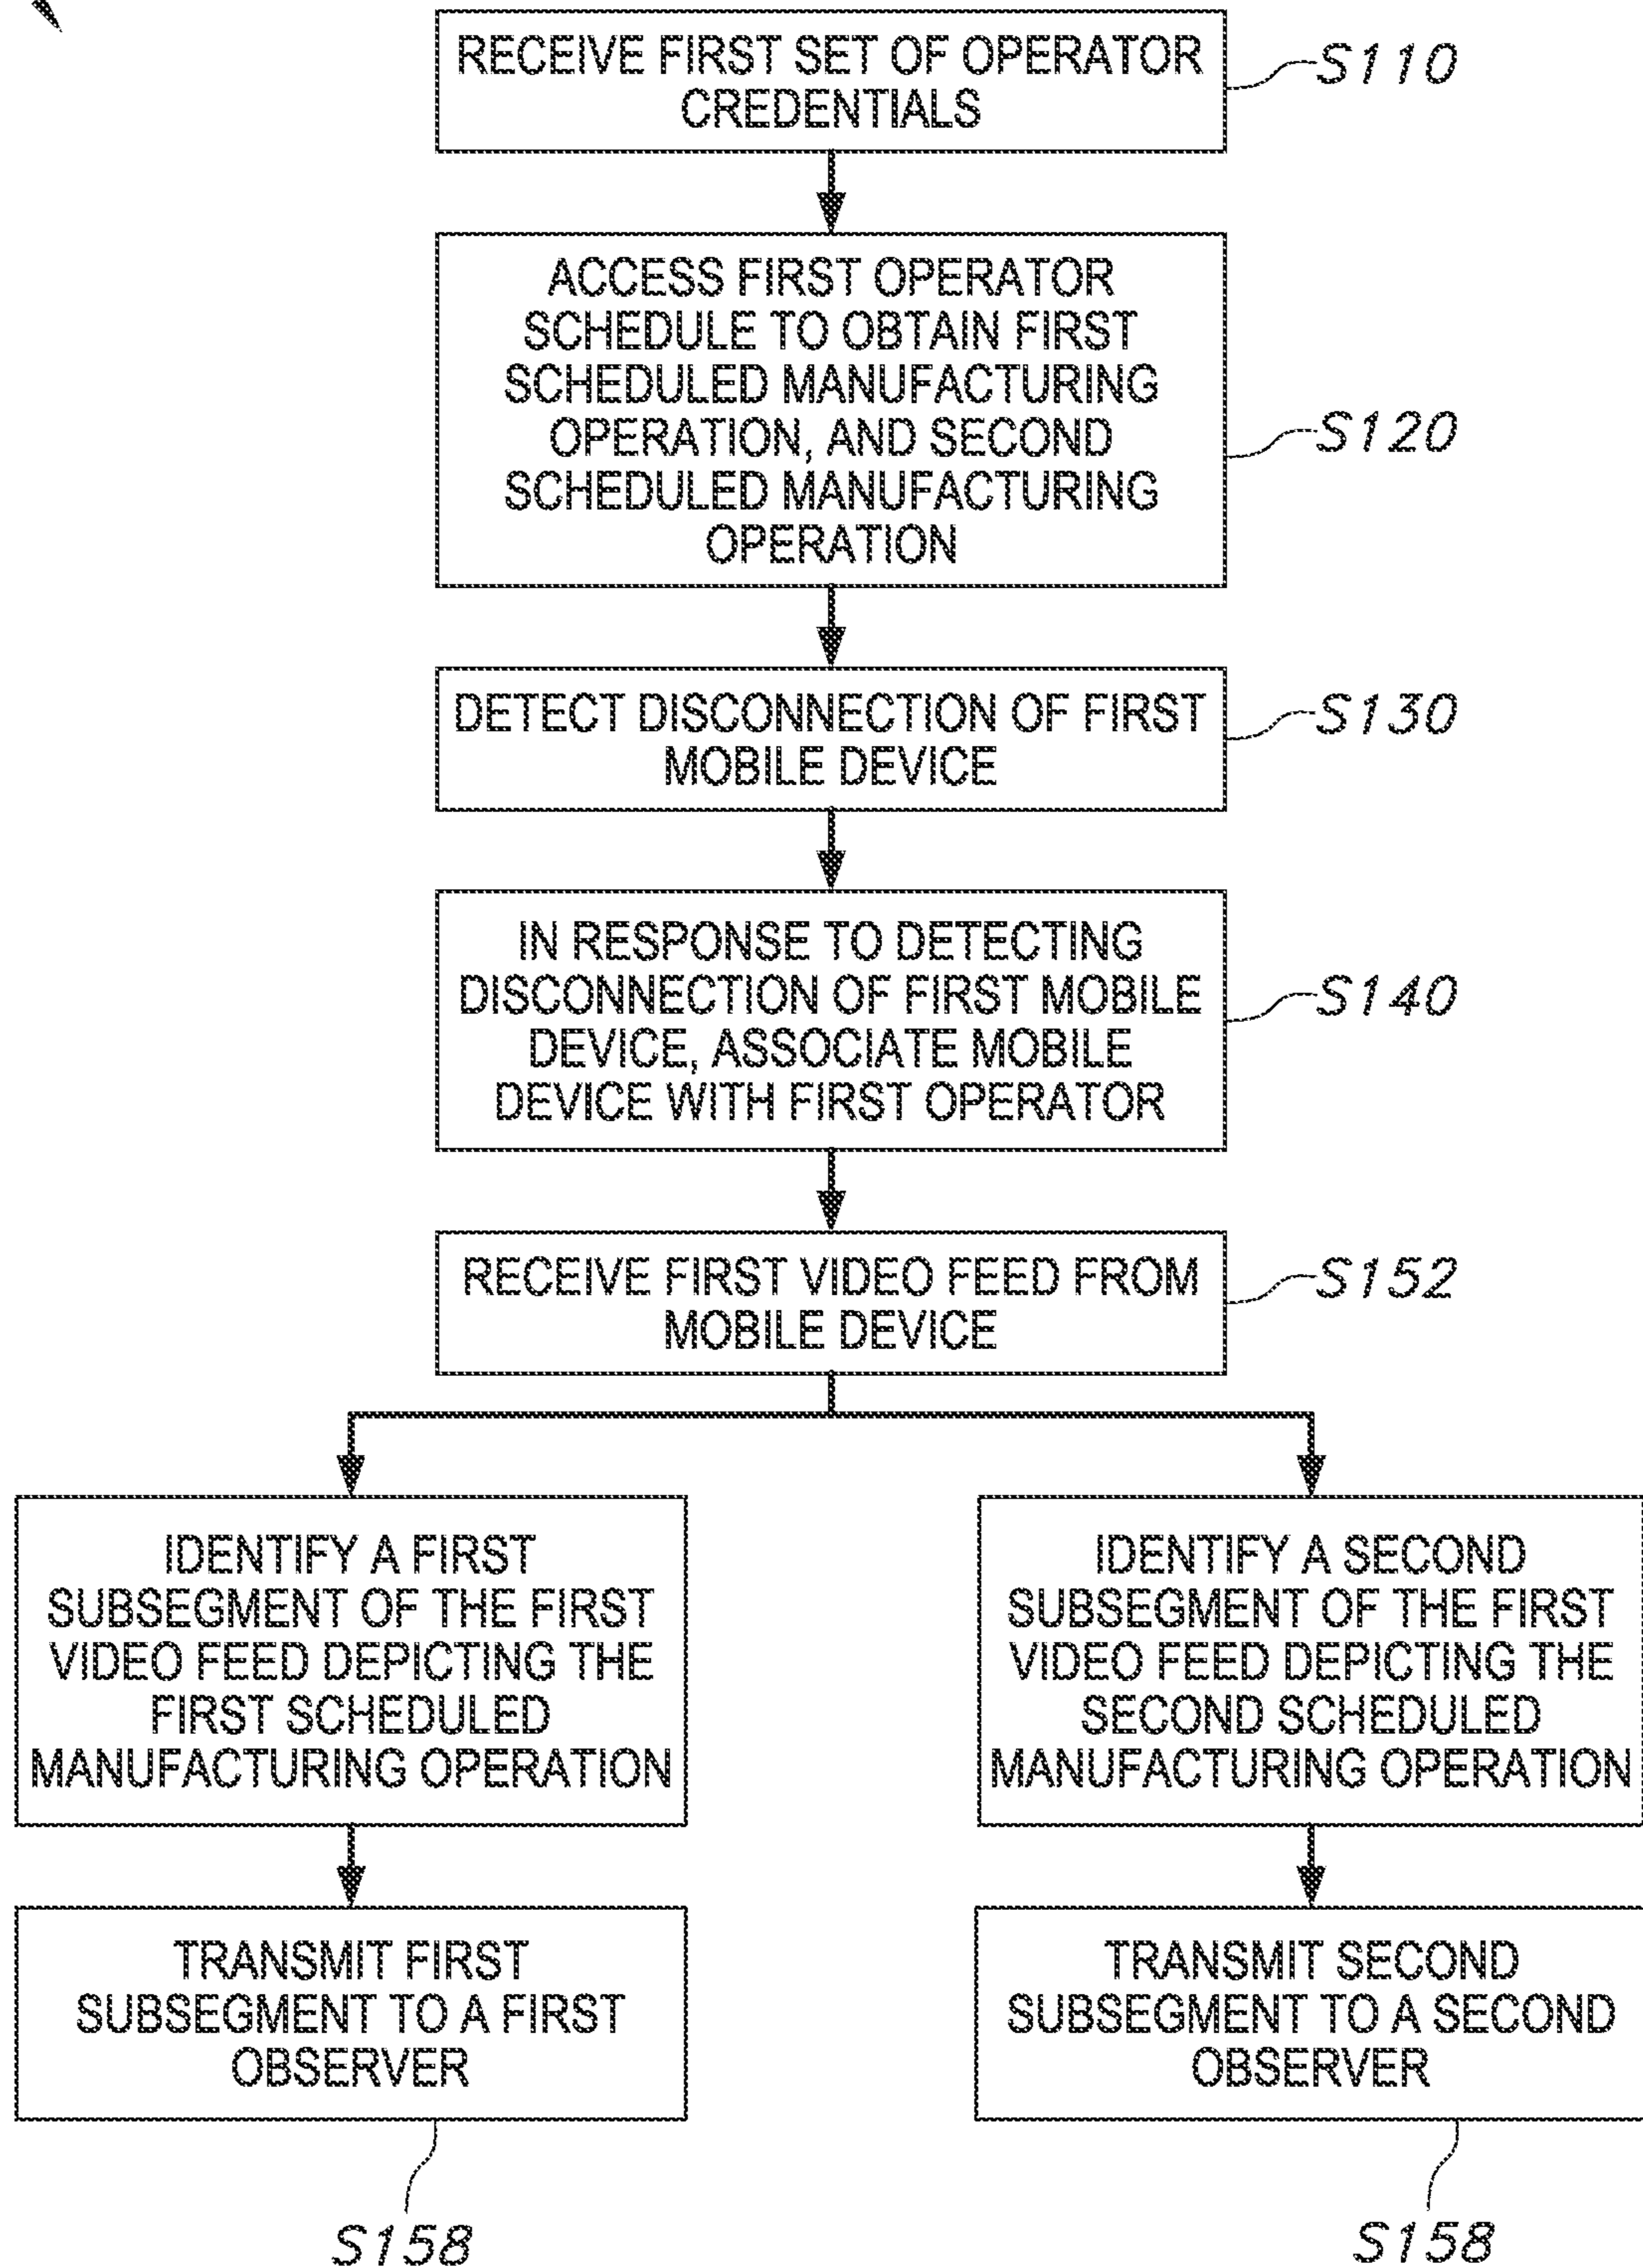 RECEIVE FIRST SET OF OPERATOR
CREDENTIALS
S110
ACCESS FIRST OPERATOR
SCHEDULE TO OBTAIN FIRST
SCHEDULED MANUFACTURING
OPERATION, AND SECOND
SCHEDULED MANUFACTURING
OPERATION
S120
DETECT DISCONNECTION OF FIRST
MOBILE DEVICE
S130
IN RESPONSE TO DETECTING
DISCONNECTION OF FIRST MOBILE
DEVICE, ASSOCIATE MOBILE
DEVICE WITH FIRST OPERATOR
S140
RECEIVE FIRST VIDEO FEED FROM
MOBILE DEVICE
S152
IDENTIFY A FIRST
SUBSEGMENT OF THE FIRST
VIDEO FEED DEPICTING THE
FIRST SCHEDULED
MANUFACTURING OPERATION
IDENTIFY A SECOND
SUBSEGMENT OF THE FIRST
VIDEO FEED DEPICTING THE
SECOND SCHEDULED
MANUFACTURING OPERATION
TRANSMIT FIRST
SUBSEGMENT TO A FIRST
OBSERVER
S158
TRANSMIT SECOND
SUBSEGMENT TO A SECOND
OBSERVER
S158